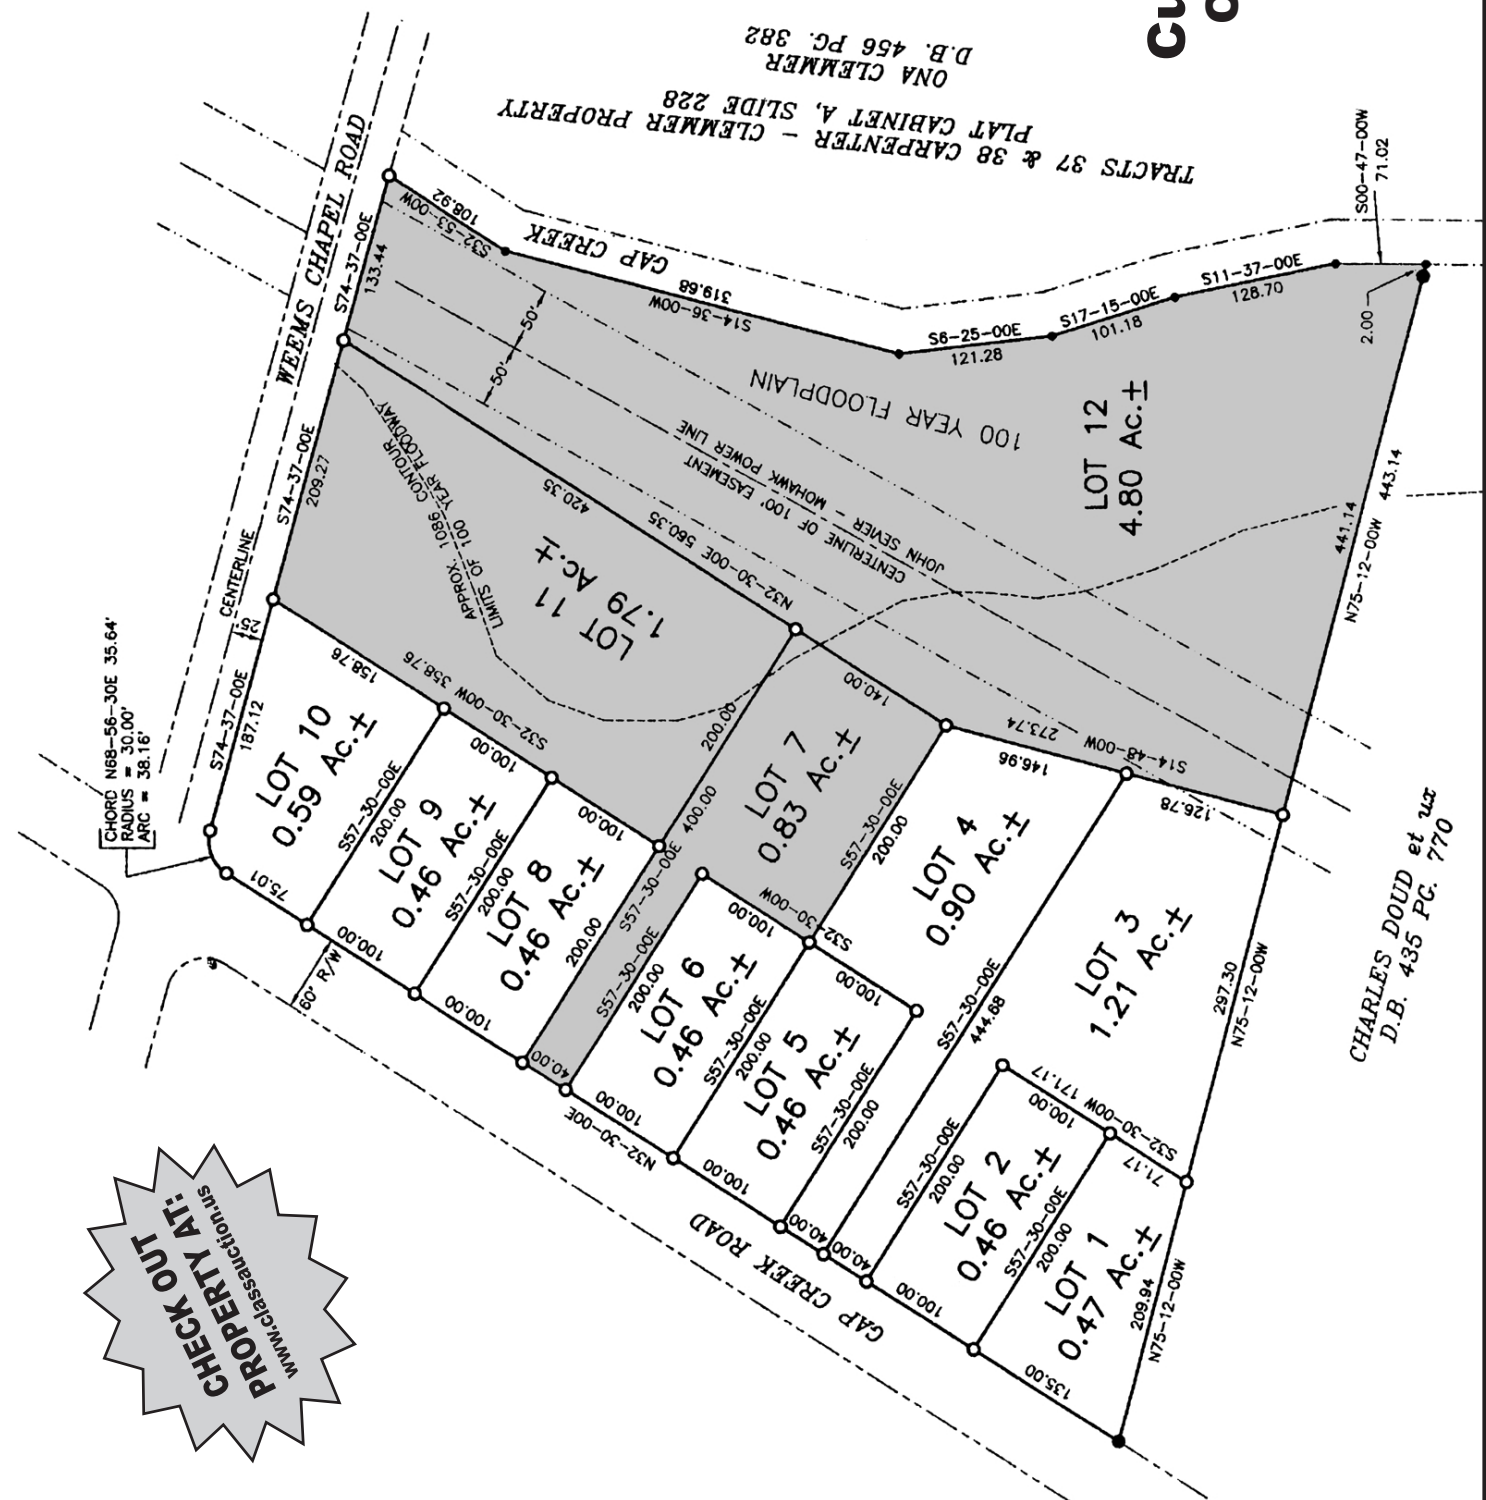 Cu
TRACTS 37 & 38 CARPENTER - CLEMMER PROPERTY
PLAT CABINET A, SLIDE 228
ONA CLEMMER
D.B. 456 PG. 382
WEEMS CHAPEL ROAD
CENTERLINE
25'
GAP CREEK
S32-53-00W
108.92
S14-36-00W
319.68
S6-25-00E
121.28
S17-15-00E
101.18
S11-37-00E
128.70
S00-47-00W
71.02
2.00
S74-37-00E
133.44
S74-37-00E
209.27
S74-37-00E
187.12
CHORD N68-56-30E 35.64'
RADIUS = 30.00'
ARC = 38.16'
50'
50'
100 YEAR FLOODPLAIN
LOT 12
4.80 Ac.±
441.14
443.14
N75-12-00W
CENTERLINE OF 100' EASEMENT
JOHN SEVIER - MOHAWK POWER LINE
APPROX. 1086 CONTOUR
LIMITS OF 100 YEAR FLOODWAY
420.35
N32-30-00E 560.35
140.00
LOT 11
1.79 Ac.±
158.76
S32-30-00W 358.76
100.00
100.00
200.00
S57-30-00E 400.00
LOT 10
0.59 Ac.±
S57-30-00E
200.00
75.01
LOT 9
0.46 Ac.±
S57-30-00E
200.00
100.00
LOT 8
0.46 Ac.±
200.00
100.00
60' R/W
LOT 7
0.83 Ac.±
S57-30-00E
200.00
40.00
S57-30-00E
200.00
S32-30-00W
100.00
LOT 6
0.46 Ac.±
S57-30-00E
200.00
100.00
N32-30-00E
LOT 5
0.46 Ac.±
100.00
S57-30-00E
200.00
100.00
LOT 4
0.90 Ac.±
146.96
273.74
S14-48-00W
126.78
S57-30-00E
444.68
40.00
40.00
LOT 3
1.21 Ac.±
297.30
N75-12-00W
S57-30-00E
200.00
LOT 2
0.46 Ac.±
100.00
S32-30-00W 171.17
71.17
S57-30-00E
200.00
100.00
LOT 1
0.47 Ac.±
209.94
N75-12-00W
135.00
GAP CREEK ROAD
CHARLES DOUD et ux
D.B. 435 PG. 770
CHECK OUT
PROPERTY AT:
www.classauction.us